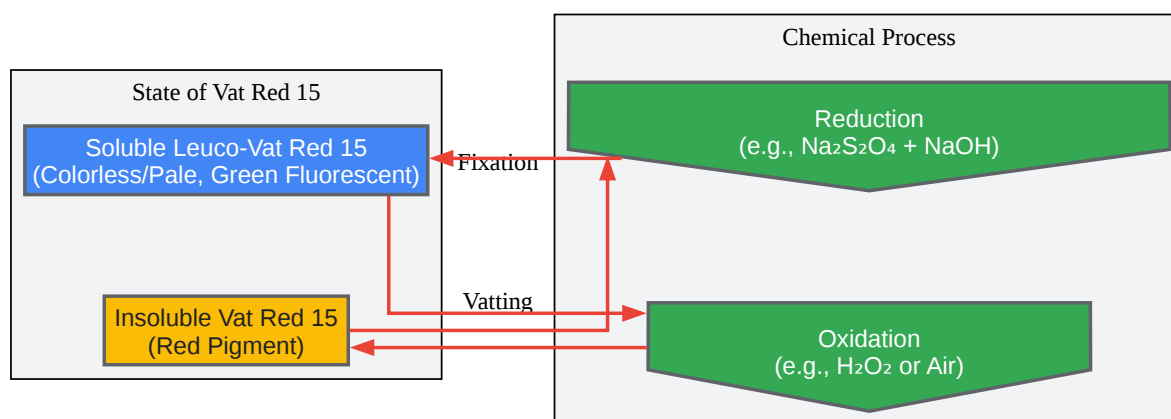 Chemical Process
State of Vat Red 15
Reduction
(e.g., Na₂S₂O₄ + NaOH)
Soluble Leuco-Vat Red 15
(Colorless/Pale, Green Fluorescent)
Fixation
Vatting
Insoluble Vat Red 15
(Red Pigment)
Oxidation
(e.g., H₂O₂ or Air)